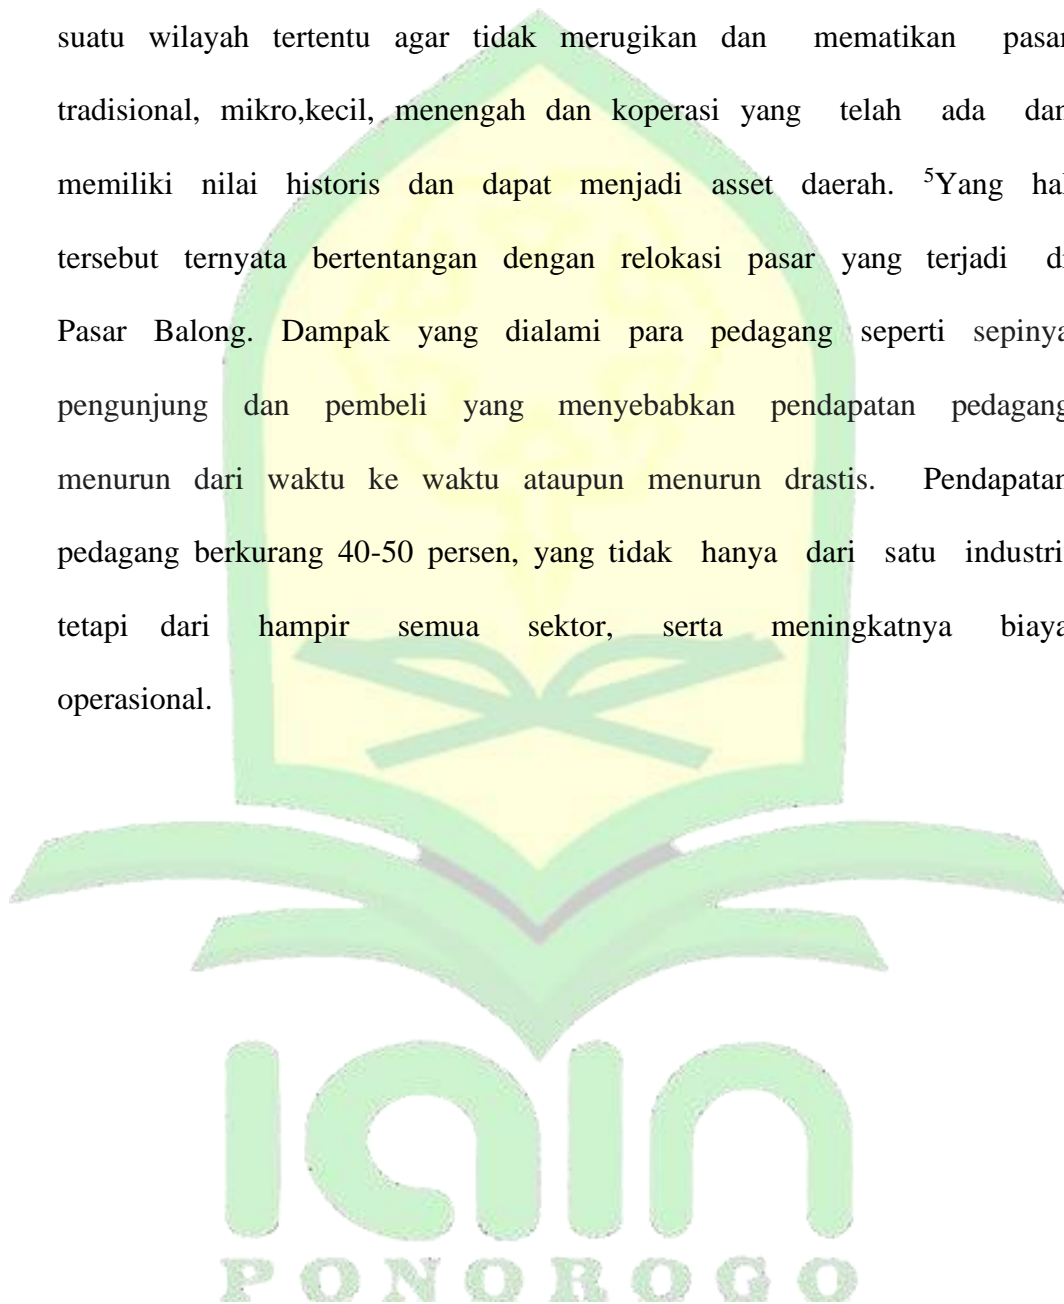 suatu wilayah tertentu agar tidak merugikan dan mematikan pasar
tradisional, mikro,kecil, menengah dan koperasi yang telah ada dan
memiliki nilai historis dan dapat menjadi asset daerah. ⁵Yang hal
tersebut ternyata bertentangan dengan relokasi pasar yang terjadi di
Pasar Balong. Dampak yang dialami para pedagang seperti sepinya
pengunjung dan pembeli yang menyebabkan pendapatan pedagang
menurun dari waktu ke waktu ataupun menurun drastis. Pendapatan
pedagang berkurang 40-50 persen, yang tidak hanya dari satu industri
tetapi dari hampir semua sektor, serta meningkatnya biaya
operasional.
iain
PONOROGO